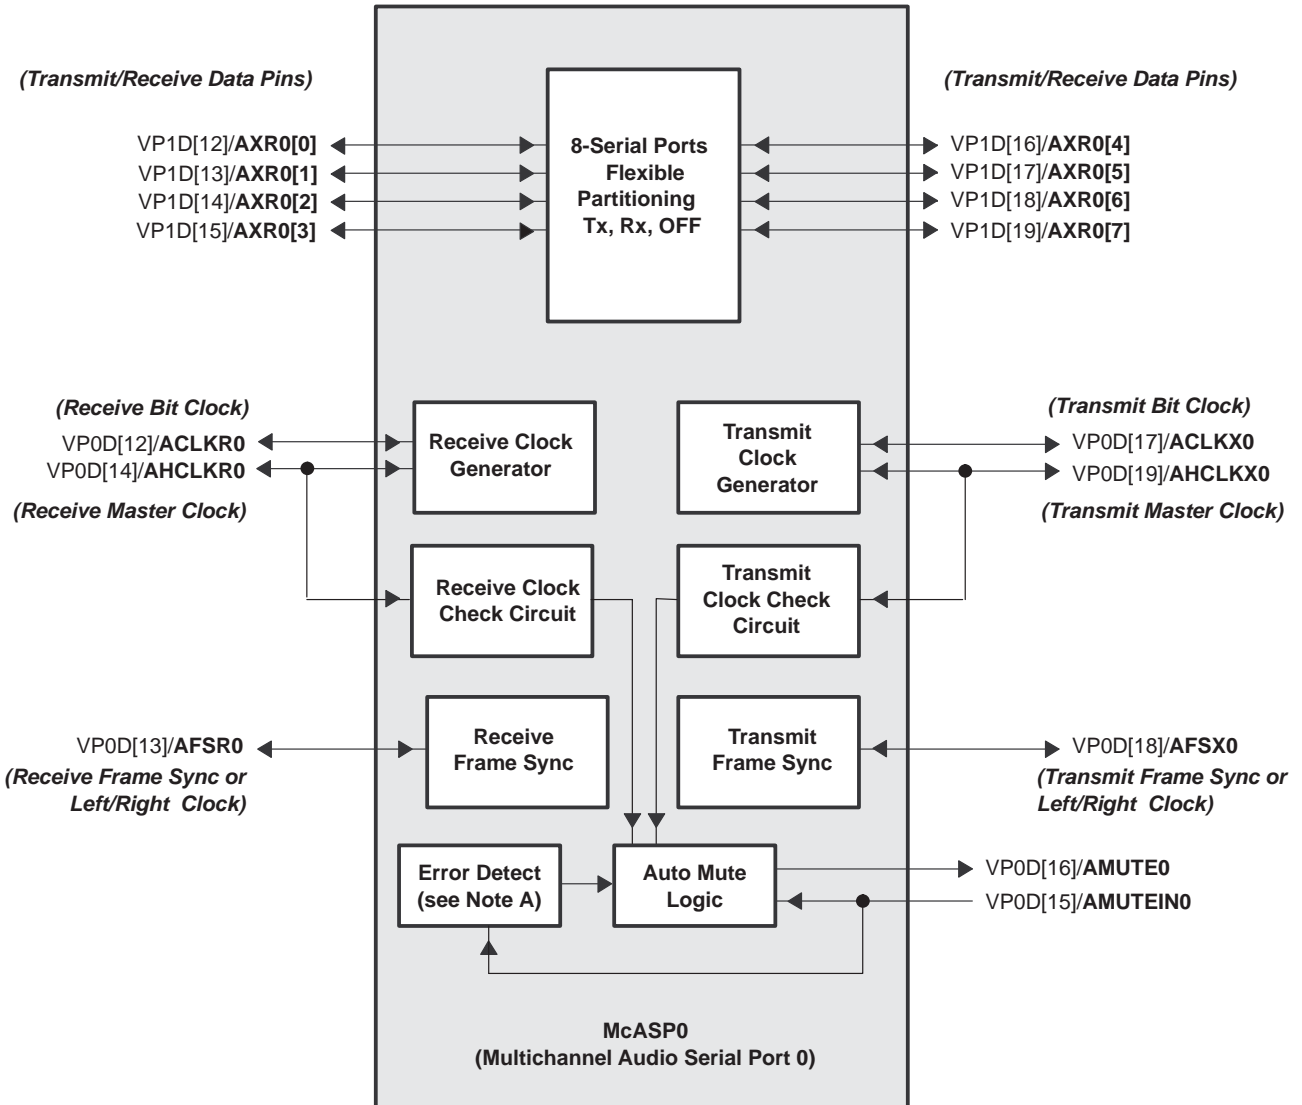 (Transmit/Receive Data Pins)
(Transmit/Receive Data Pins)
VP1D[12]/AXR0[0]
VP1D[13]/AXR0[1]
VP1D[14]/AXR0[2]
VP1D[15]/AXR0[3]
8-Serial Ports
Flexible
Partitioning
Tx, Rx, OFF
VP1D[16]/AXR0[4]
VP1D[17]/AXR0[5]
VP1D[18]/AXR0[6]
VP1D[19]/AXR0[7]
(Receive Bit Clock)
VP0D[12]/ACLKR0
VP0D[14]/AHCLKR0
(Receive Master Clock)
Receive Clock
Generator
Transmit
Clock
Generator
(Transmit Bit Clock)
VP0D[17]/ACLKX0
VP0D[19]/AHCLKX0
(Transmit Master Clock)
Receive Clock
Check Circuit
Transmit
Clock Check
Circuit
VP0D[13]/AFSR0
(Receive Frame Sync or
Left/Right Clock)
Receive
Frame Sync
Transmit
Frame Sync
VP0D[18]/AFSX0
(Transmit Frame Sync or
Left/Right Clock)
Error Detect
(see Note A)
Auto Mute
Logic
VP0D[16]/AMUTE0
VP0D[15]/AMUTEIN0
McASP0
(Multichannel Audio Serial Port 0)